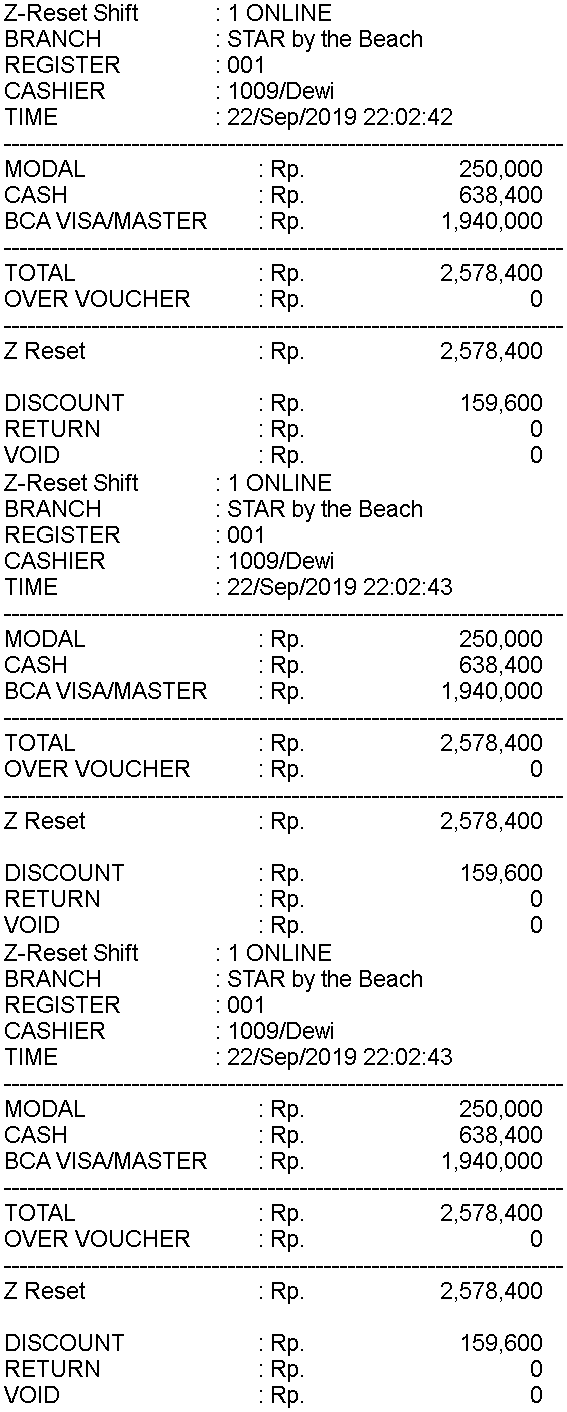 Z-Reset Shift : 1 ONLINE
BRANCH : STAR by the Beach
REGISTER : 001
CASHIER : 1009/Dewi
TIME : 22/Sep/2019 22:02:42
--------------------------------------------------------------------------------
MODAL : Rp. 250,000
CASH : Rp. 638,400
BCA VISA/MASTER : Rp. 1,940,000
--------------------------------------------------------------------------------
TOTAL : Rp. 2,578,400
OVER VOUCHER : Rp. 0
--------------------------------------------------------------------------------
Z Reset : Rp. 2,578,400
DISCOUNT : Rp. 159,600
RETURN : Rp. 0
VOID : Rp. 0
Z-Reset Shift : 1 ONLINE
BRANCH : STAR by the Beach
REGISTER : 001
CASHIER : 1009/Dewi
TIME : 22/Sep/2019 22:02:43
--------------------------------------------------------------------------------
MODAL : Rp. 250,000
CASH : Rp. 638,400
BCA VISA/MASTER : Rp. 1,940,000
--------------------------------------------------------------------------------
TOTAL : Rp. 2,578,400
OVER VOUCHER : Rp. 0
--------------------------------------------------------------------------------
Z Reset : Rp. 2,578,400
DISCOUNT : Rp. 159,600
RETURN : Rp. 0
VOID : Rp. 0
Z-Reset Shift : 1 ONLINE
BRANCH : STAR by the Beach
REGISTER : 001
CASHIER : 1009/Dewi
TIME : 22/Sep/2019 22:02:43
--------------------------------------------------------------------------------
MODAL : Rp. 250,000
CASH : Rp. 638,400
BCA VISA/MASTER : Rp. 1,940,000
--------------------------------------------------------------------------------
TOTAL : Rp. 2,578,400
OVER VOUCHER : Rp. 0
--------------------------------------------------------------------------------
Z Reset : Rp. 2,578,400
DISCOUNT : Rp. 159,600
RETURN : Rp. 0
VOID : Rp. 0